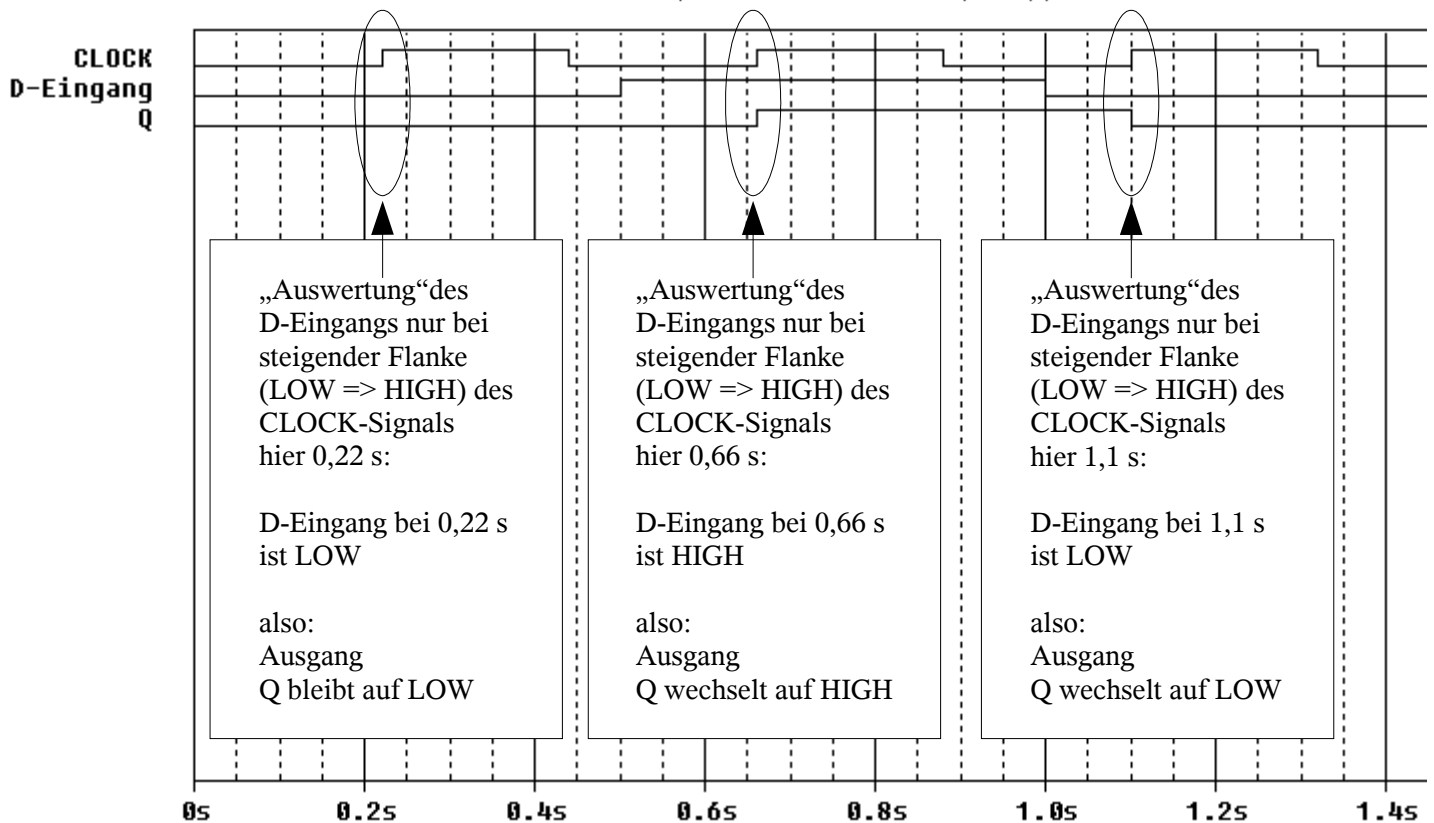 CLOCK
D-Eingang
Q
„Auswertung“des
D-Eingangs nur bei
steigender Flanke
(LOW => HIGH) des
CLOCK-Signals
hier 0,22 s:
D-Eingang bei 0,22 s
ist LOW
also:
Ausgang
Q bleibt auf LOW
„Auswertung“des
D-Eingangs nur bei
steigender Flanke
(LOW => HIGH) des
CLOCK-Signals
hier 0,66 s:
D-Eingang bei 0,66 s
ist HIGH
also:
Ausgang
Q wechselt auf HIGH
„Auswertung“des
D-Eingangs nur bei
steigender Flanke
(LOW => HIGH) des
CLOCK-Signals
hier 1,1 s:
D-Eingang bei 1,1 s
ist LOW
also:
Ausgang
Q wechselt auf LOW
0s 0.2s 0.4s 0.6s 0.8s 1.0s 1.2s 1.4s